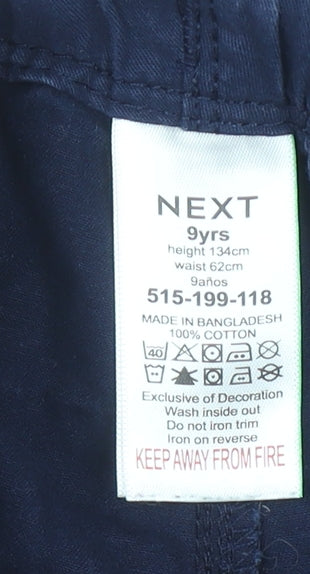 NEXT
9yrs
height 134cm
waist 62cm
9años
515-199-118
MADE IN BANGLADESH
100% COTTON
40
Exclusive of Decoration
Wash inside out
Do not iron trim
Iron on reverse
KEEP AWAY FROM FIRE